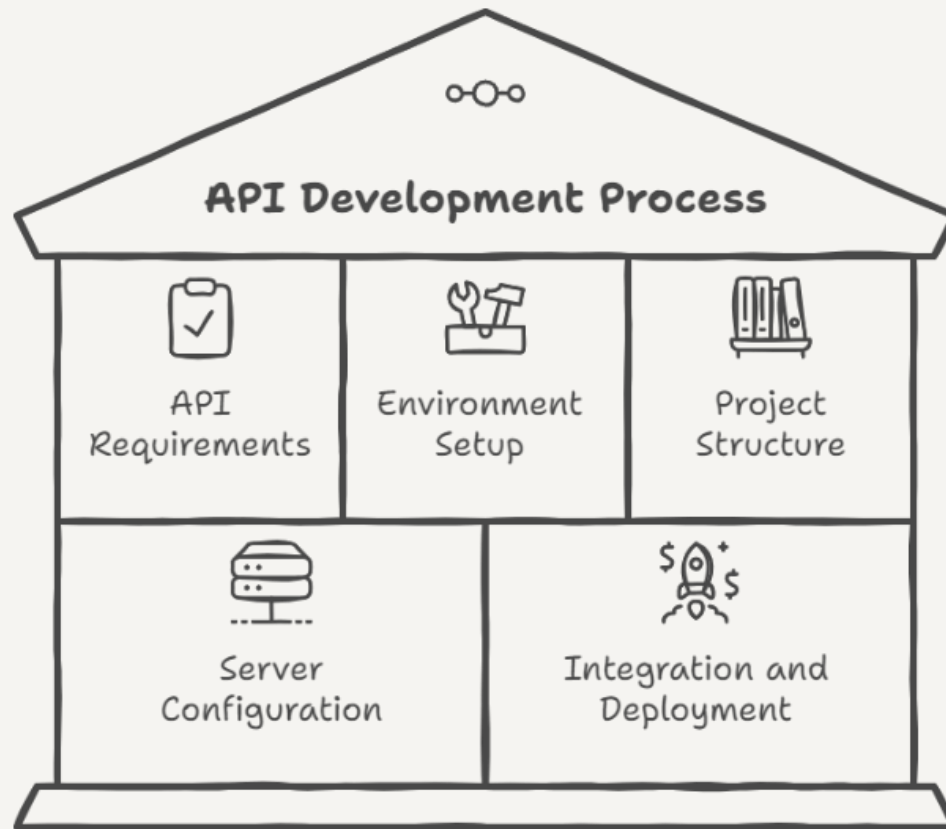 API Development Process
API
Requirements
Environment
Setup
Project
Structure
Server
Configuration
$
$
Integration and
Deployment